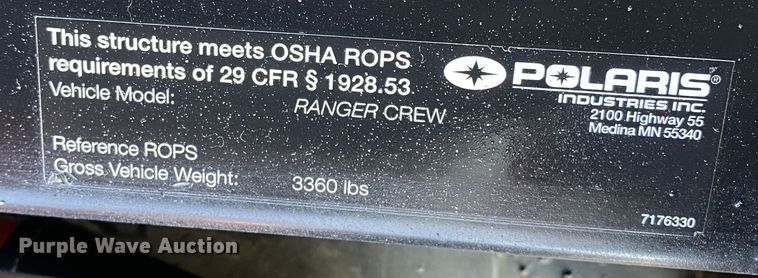 This structure meets OSHA ROPS
requirements of 29 CFR § 1928.53
Vehicle Model:
RANGER CREW
POLARIS®
INDUSTRIES INC.
2100 Highway 55
Medina MN 55340
Reference ROPS
Gross Vehicle Weight: 3360 lbs
7176330
Purple Wave Auction